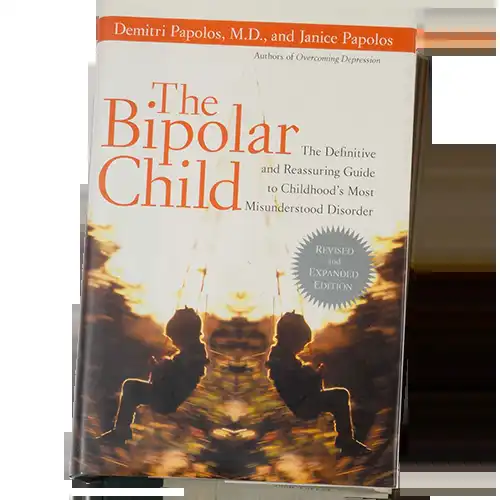 Demitri Papolos, M.D., and Janice Papolos
Authors of Overcoming Depression
The
Bipolar
Child
The Definitive
and Reassuring Guide
to Childhood's Most
Misunderstood Disorder
REVISED
and
EXPANDED
EDITION